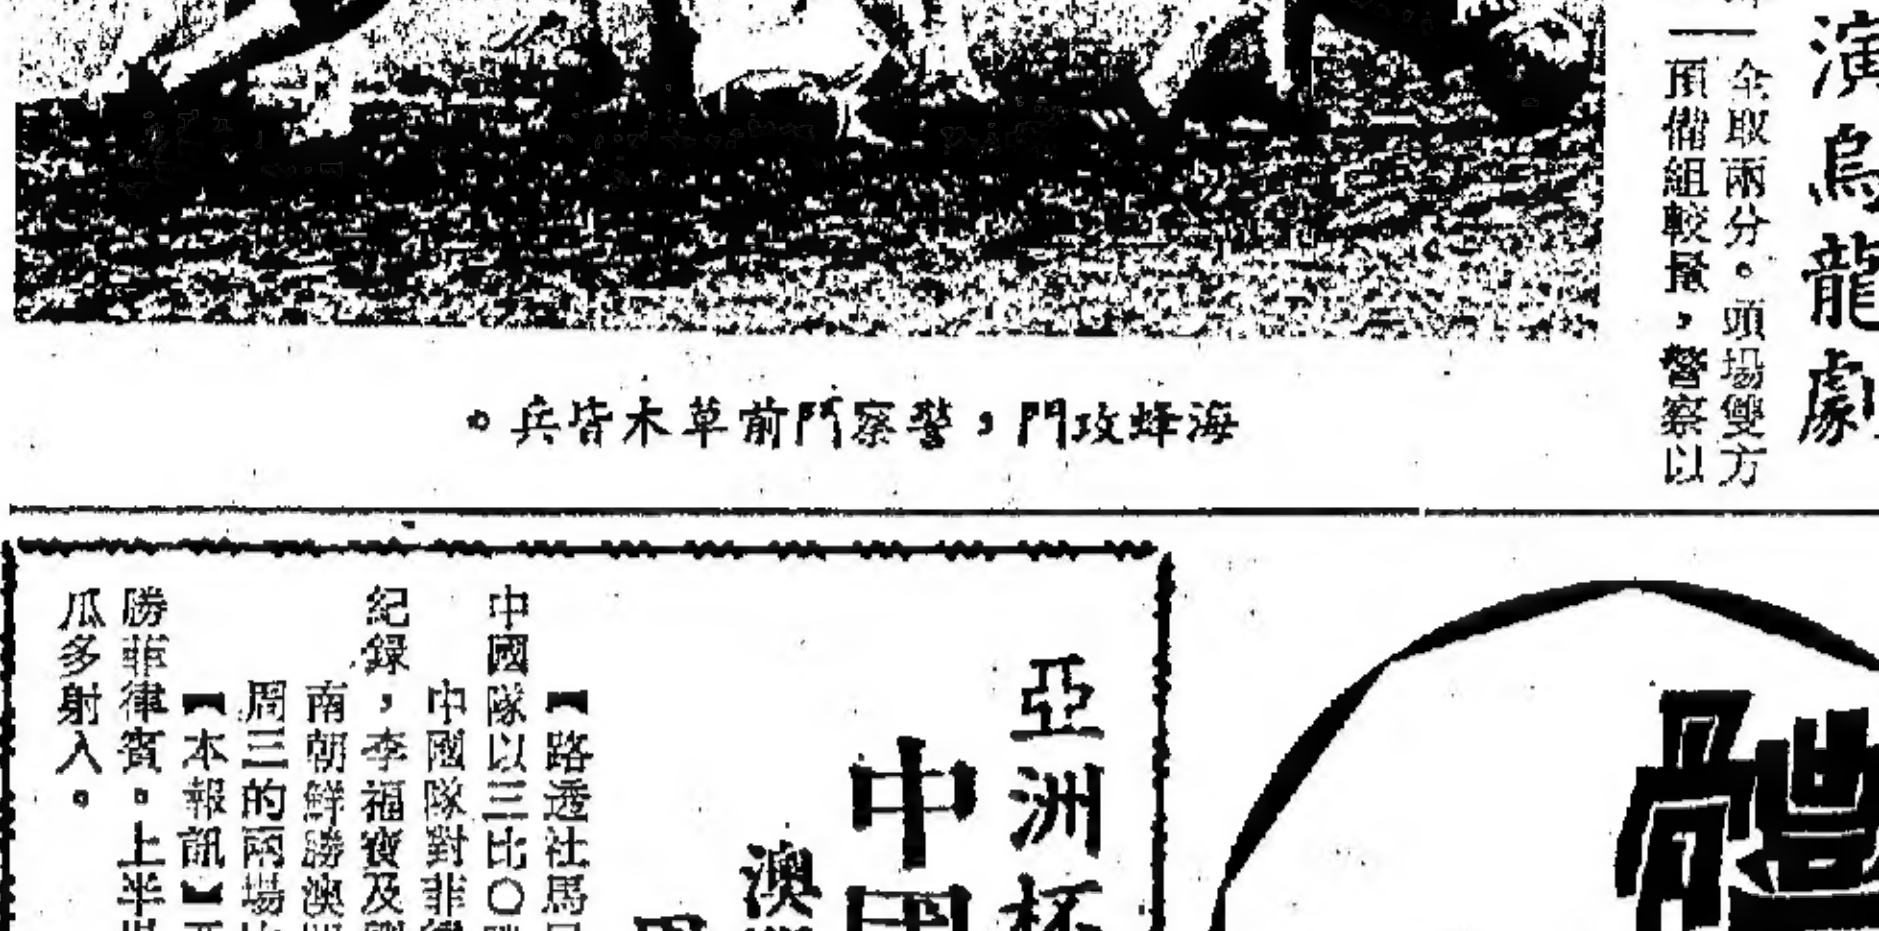 演烏龍劇
全取兩分。頭場雙方
預備組較量，警察以
海蜂攻門，警察門前草木皆兵。
體
亞洲杯
中國
澳
【路透社馬
中國隊以三比〇
中國隊對菲律
紀錄，李福寶及
南朝鮮勝澳
周三的兩場
【本報訊】
勝菲律賓。上半
瓜多射入。